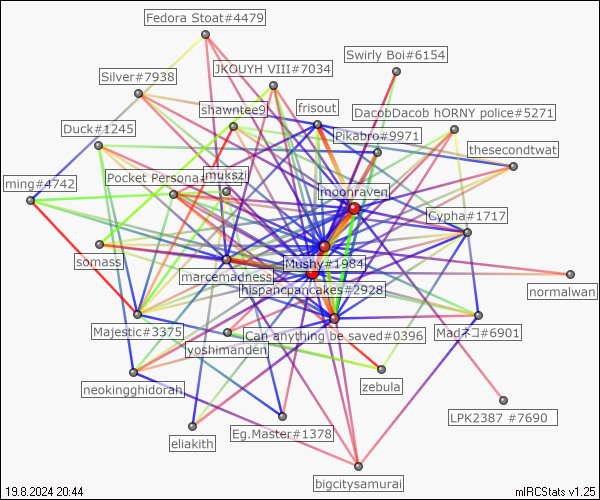 Fedora Stoat#4479
Swirly Boi#6154
JKOUYH VIII#7034
Silver#7938
shawntee9
frisout
DacobDacob hORNY police#5271
Duck#1245
Pikabro#9971
thesecondtwat
ming#4742
Pocket Persona#
mukszi
moonraven
Cypha#1717
somass
Mushy#1984
marcemadness
hispancpancakes#2928
normalwan
Majestic#3375
Can anything be saved#0396
Madネコ#6901
yoshimanden
neokingghidorah
zebula
LPK2387 #7690
eliakith
Eg.Master#1378
bigcitysamurai
19.8.2024 20:44
mIRCStats v1.25